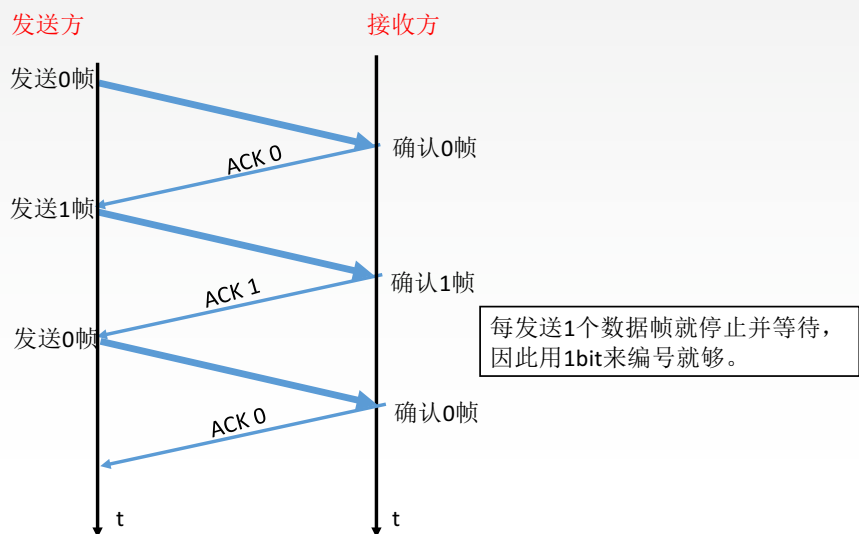 发送方
接收方
发送0帧
确认0帧
ACK 0
发送1帧
确认1帧
ACK 1
每发送1个数据帧就停止并等待，
因此用1bit来编号就够。
发送0帧
确认0帧
ACK 0
t
t